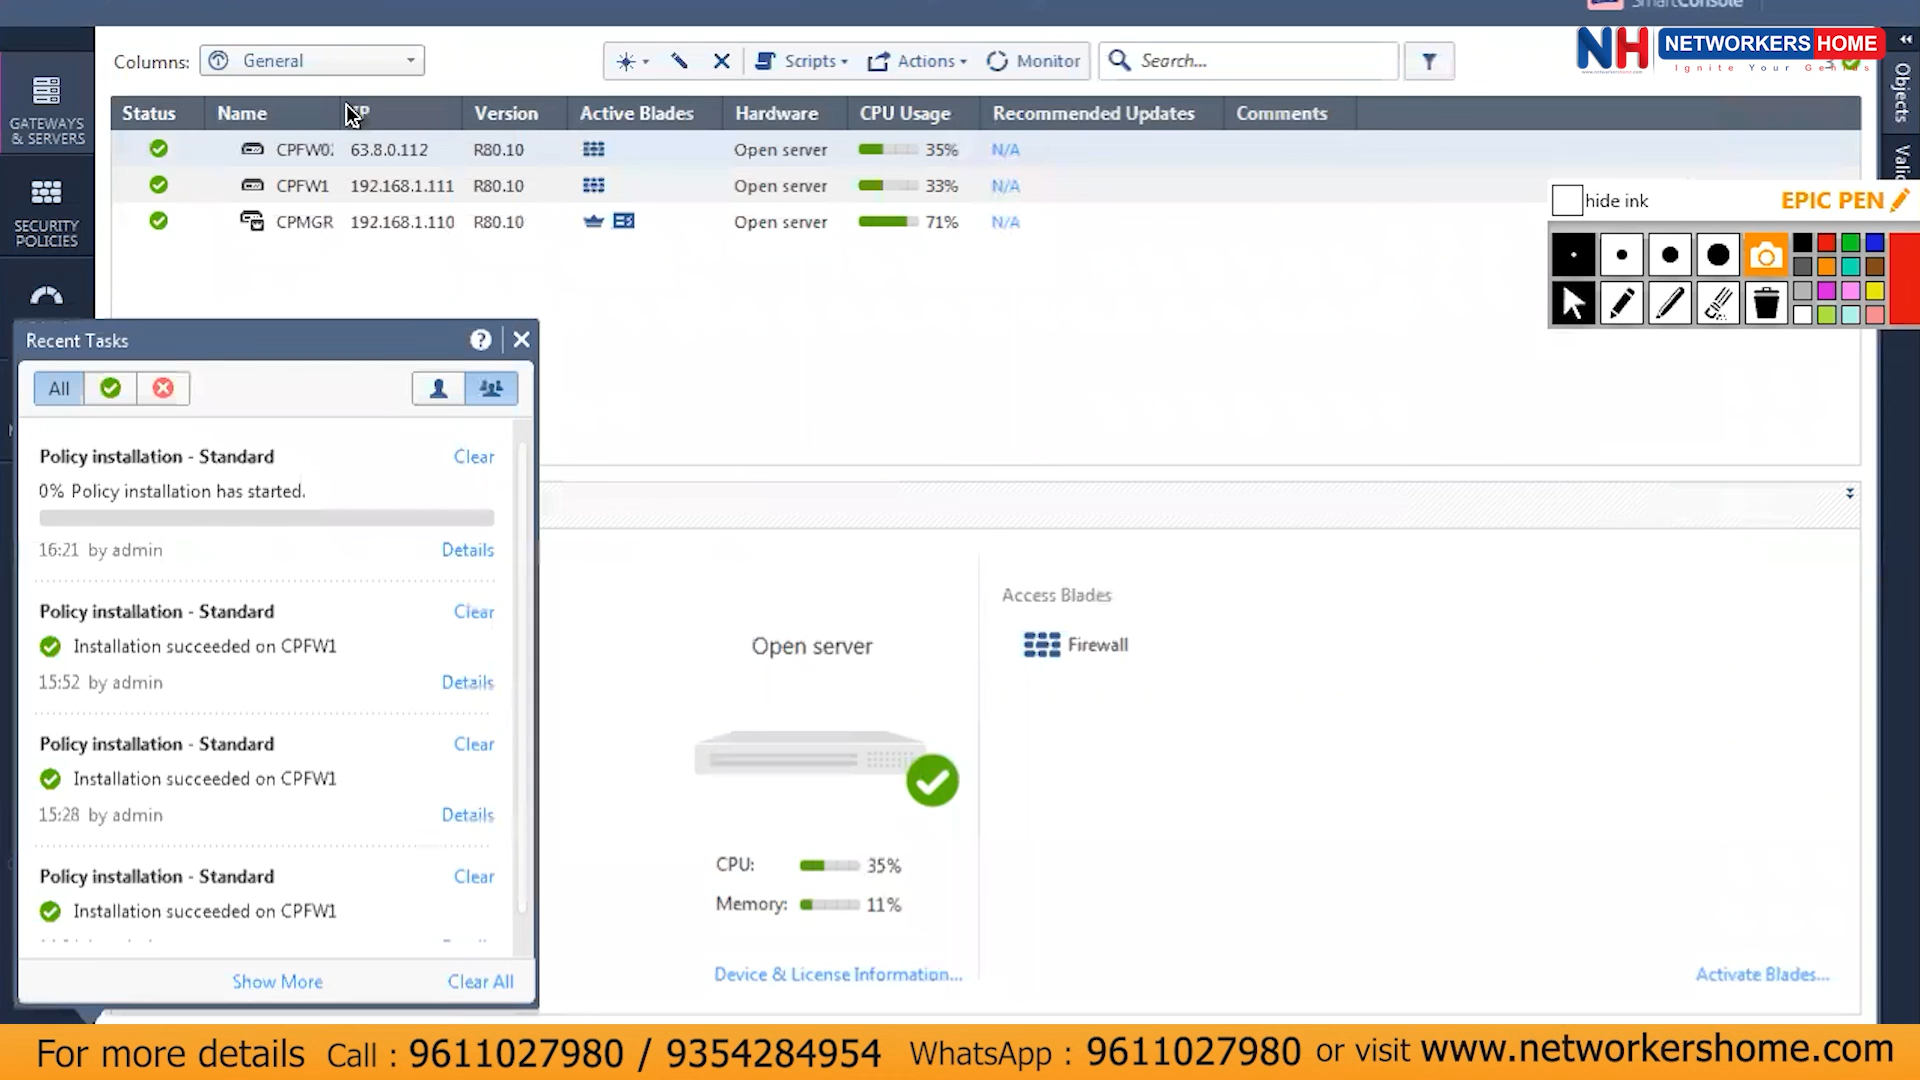 SmartConsole
NH NETWORKERS HOME
Ignite Your Genius
Columns: General
Scripts Actions Monitor Search...
Objects
GATEWAYS & SERVERS
SECURITY POLICIES
Status Name IP Version Active Blades Hardware CPU Usage Recommended Updates Comments
63.8.0.112 R80.10 Open server 35% N/A
CPFW1 192.168.1.111 R80.10 Open server 33% N/A
CPMGR 192.168.1.110 R80.10 Open server 71% N/A
hide ink EPIC PEN
Recent Tasks
All
Policy installation - Standard Clear
0% Policy installation has started.
16:21 by admin Details
Policy installation - Standard Clear
Installation succeeded on CPFW1
15:52 by admin Details
Policy installation - Standard Clear
Installation succeeded on CPFW1
15:28 by admin Details
Policy installation - Standard Clear
Installation succeeded on CPFW1
Show More Clear All
Open server
CPU: 35%
Memory: 11%
Device & License Information...
Access Blades
Firewall
Activate Blades...
For more details Call : 9611027980 / 9354284954 WhatsApp : 9611027980 or visit www.networkershome.com